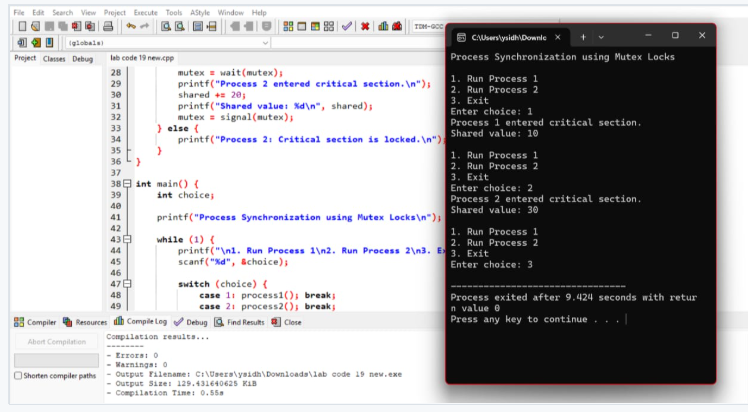 File Edit Search View Project Execute Tools AStyle Window Help
TDM-GCC
(globals)
Project Classes Debug
lab code 19 new.cpp
28 mutex = wait(mutex);
29 printf("Process 2 entered critical section.\n");
30 shared += 20;
31 printf("Shared value: %d\n", shared);
32 mutex = signal(mutex);
33 } else {
34 printf("Process 2: Critical section is locked.\n");
35 }
36 }
37
38 int main() {
39 int choice;
40
41 printf("Process Synchronization using Mutex Locks\n");
42
43 while (1) {
44 printf("\n1. Run Process 1\n2. Run Process 2\n3. Ex
45 scanf("%d", &choice);
46
47 switch (choice) {
48 case 1: process1(); break;
49 case 2: process2(); break;
Compiler Resources Compile Log Debug Find Results Close
Abort Compilation
Shorten compiler paths
Compilation results...
--------
- Errors: 0
- Warnings: 0
- Output Filename: C:\Users\ysidh\Downloads\lab code 19 new.exe
- Output Size: 129.431640625 KiB
- Compilation Time: 0.55s
C:\Users\ysidh\Downlc
Process Synchronization using Mutex Locks
1. Run Process 1
2. Run Process 2
3. Exit
Enter choice: 1
Process 1 entered critical section.
Shared value: 10
1. Run Process 1
2. Run Process 2
3. Exit
Enter choice: 2
Process 2 entered critical section.
Shared value: 30
1. Run Process 1
2. Run Process 2
3. Exit
Enter choice: 3
--------------------------------
Process exited after 9.424 seconds with retur
n value 0
Press any key to continue . . .